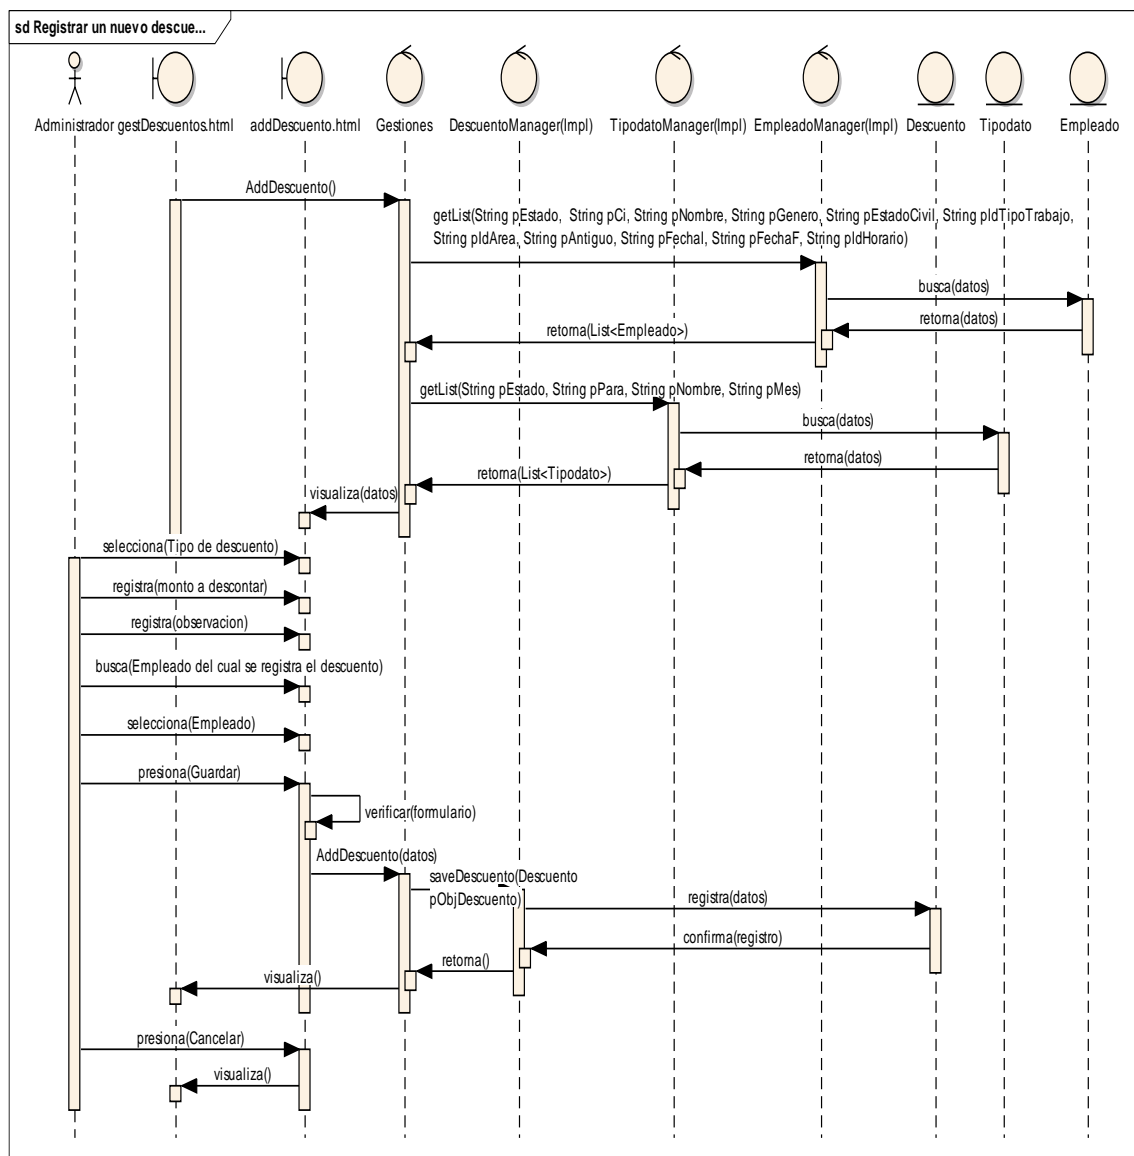 sd Registrar un nuevo descue...
Administrador
gestDescuentos.html
addDescuento.html
Gestiones
DescuentoManager(Impl)
TipodatoManager(Impl)
EmpleadoManager(Impl)
Descuento
Tipodato
Empleado
AddDescuento()
getList(String pEstado, String pCi, String pNombre, String pGenero, String pEstadoCivil, String pIdTipoTrabajo,
String pIdArea, String pAntiguo, String pFechaI, String pFechaF, String pIdHorario)
busca(datos)
retorna(datos)
retorna(List<Empleado>)
getList(String pEstado, String pPara, String pNombre, String pMes)
busca(datos)
retorna(datos)
retorna(List<Tipodato>)
visualiza(datos)
selecciona(Tipo de descuento)
registra(monto a descontar)
registra(observacion)
busca(Empleado del cual se registra el descuento)
selecciona(Empleado)
presiona(Guardar)
verificar(formulario)
AddDescuento(datos)
saveDescuento(Descuento
pObjDescuento)
registra(datos)
confirma(registro)
retorna()
visualiza()
presiona(Cancelar)
visualiza()